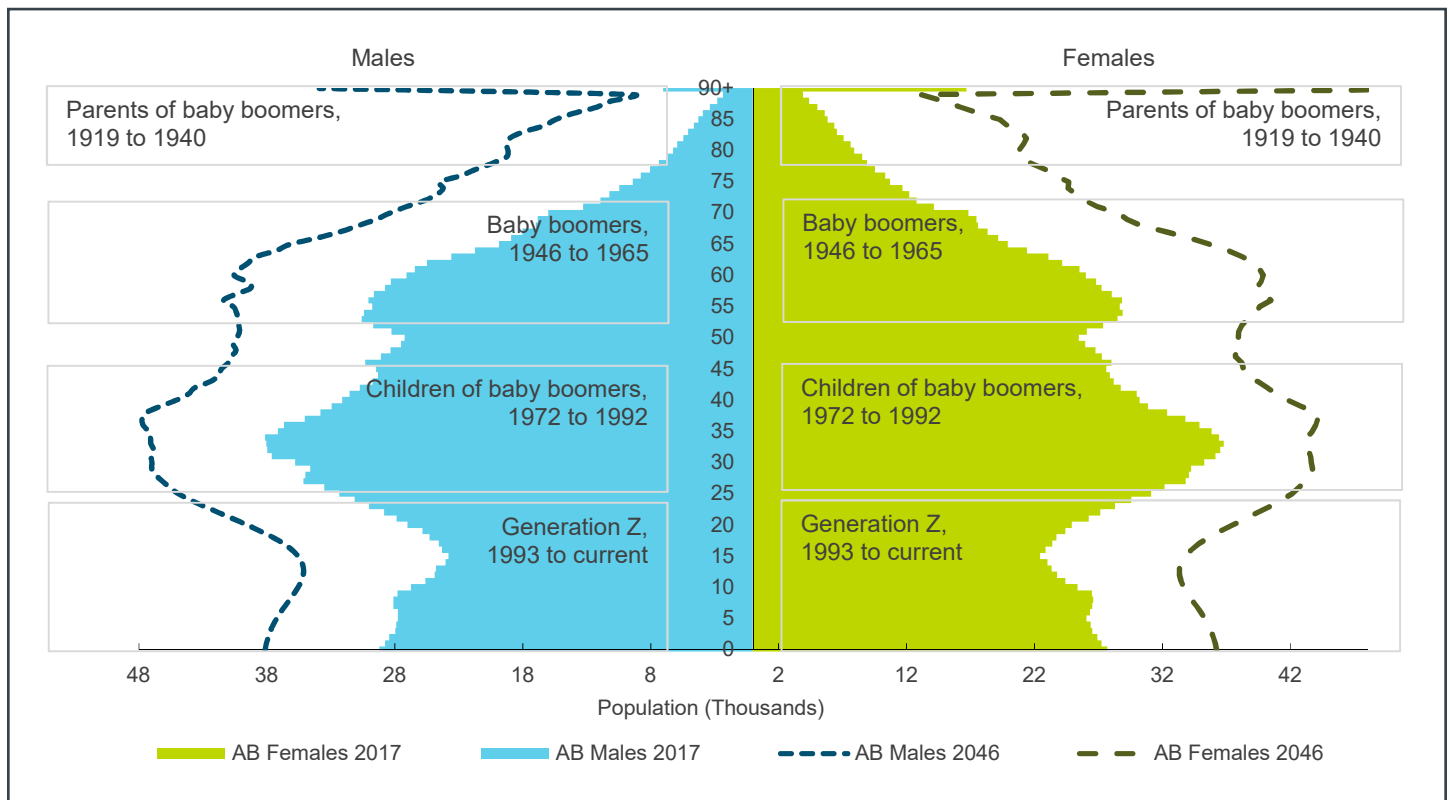 Males
Females
Parents of baby boomers,
1919 to 1940
Parents of baby boomers,
1919 to 1940
Baby boomers,
1946 to 1965
Baby boomers,
1946 to 1965
Children of baby boomers,
1972 to 1992
Children of baby boomers,
1972 to 1992
Generation Z,
1993 to current
Generation Z,
1993 to current
90+
85
80
75
70
65
60
55
50
45
40
35
30
25
20
15
10
5
0
48 38 28 18 8 2 12 22 32 42
Population (Thousands)
AB Females 2017 AB Males 2017 AB Males 2046 AB Females 2046